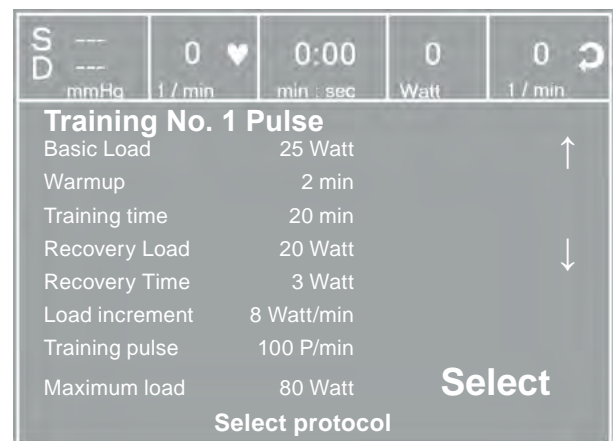 S ---
D ---
mmHg
0 ♥
1 / min
0:00
min : sec
0
Watt
0
1 / min
Training No. 1 Pulse
Basic Load 25 Watt
↑
Warmup 2 min
Training time 20 min
Recovery Load 20 Watt
↓
Recovery Time 3 Watt
Load increment 8 Watt/min
Training pulse 100 P/min
Maximum load 80 Watt
Select
Select protocol